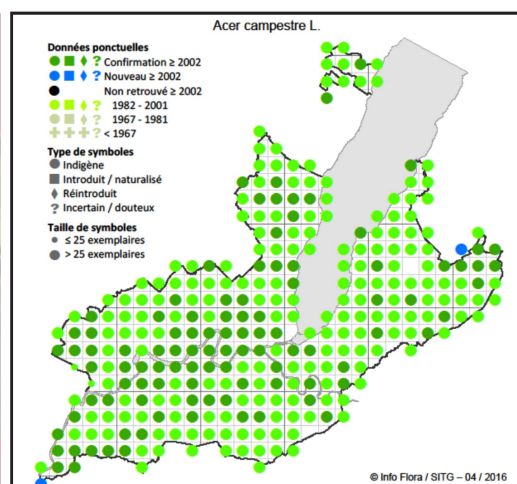 Acer campestre L.
Données ponctuelles
? Confirmation ≥ 2002
? Nouveau ≥ 2002
Non retrouvé ≥ 2002
? 1982 - 2001
? 1967 - 1981
? < 1967
Type de symboles
Indigène
Introduit / naturalisé
Réintroduit
? Incertain / douteux
Taille de symboles
≤ 25 exemplaires
> 25 exemplaires
© Info Flora / SITG – 04 / 2016